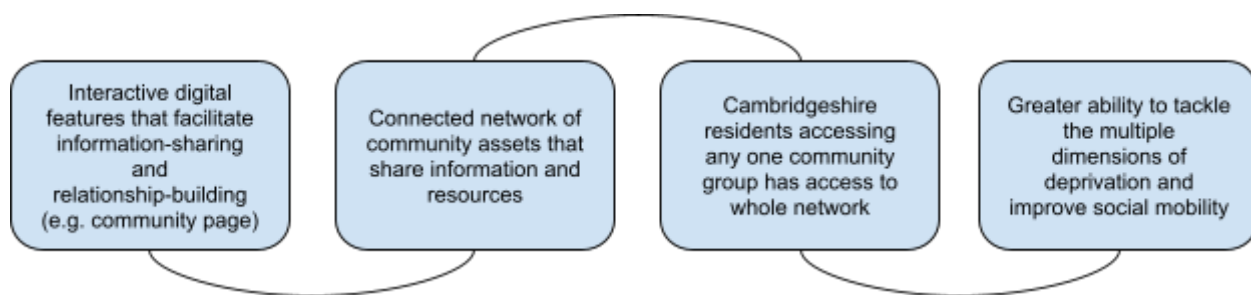 Interactive digital
features that facilitate
information-sharing
and
relationship-building
(e.g. community page)
Connected network of
community assets that
share information and
resources
Cambridgeshire
residents accessing
any one community
group has access to
whole network
Greater ability to tackle
the multiple
dimensions of
deprivation and
improve social mobility